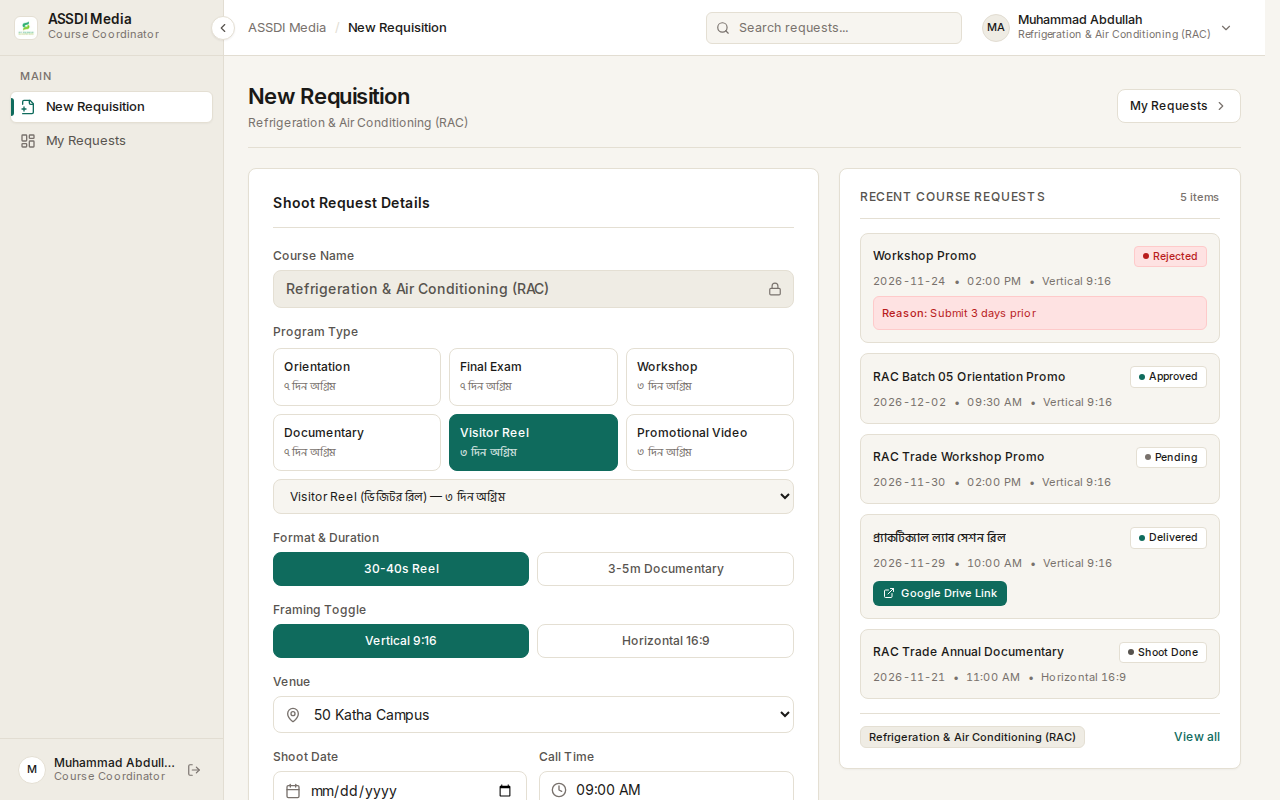 ASSDI Media
Course Coordinator
ASSDI Media / New Requisition
Search requests...
MA
Muhammad Abdullah
Refrigeration & Air Conditioning (RAC)
MAIN
New Requisition
My Requests
New Requisition
Refrigeration & Air Conditioning (RAC)
My Requests
Shoot Request Details
Course Name
Refrigeration & Air Conditioning (RAC)
Program Type
Orientation
৭ দিন অগ্রিম
Final Exam
৭ দিন অগ্রিম
Workshop
৩ দিন অগ্রিম
Documentary
৭ দিন অগ্রিম
Visitor Reel
৩ দিন অগ্রিম
Promotional Video
৩ দিন অগ্রিম
Visitor Reel (ভিজিটর রিল) — ৩ দিন অগ্রিম
Format & Duration
30-40s Reel
3-5m Documentary
Framing Toggle
Vertical 9:16
Horizontal 16:9
Venue
50 Katha Campus
Shoot Date
Call Time
mm/dd/yyyy
09:00 AM
RECENT COURSE REQUESTS
5 items
Workshop Promo
Rejected
2026-11-24 • 02:00 PM • Vertical 9:16
Reason: Submit 3 days prior
RAC Batch 05 Orientation Promo
Approved
2026-12-02 • 09:30 AM • Vertical 9:16
RAC Trade Workshop Promo
Pending
2026-11-30 • 02:00 PM • Vertical 9:16
প্র্যাকটিক্যাল ল্যাব সেশন রিল
Delivered
2026-11-29 • 10:00 AM • Vertical 9:16
Google Drive Link
RAC Trade Annual Documentary
Shoot Done
2026-11-21 • 11:00 AM • Horizontal 16:9
Refrigeration & Air Conditioning (RAC)
View all
M
Muhammad Abdull...
Course Coordinator